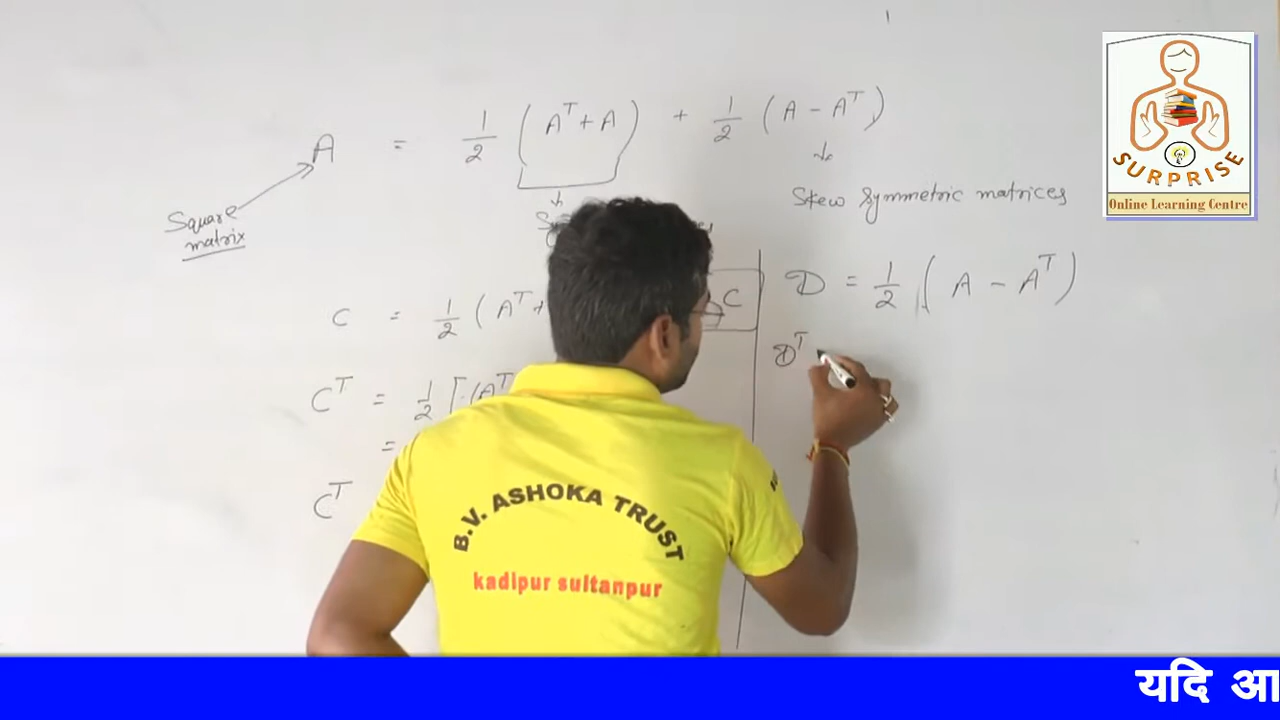 A = 1/2 (A^T + A) + 1/2 (A - A^T)
Square
matrix
Skew Symmetric matrices
C = 1/2 (A^T +
C
D = 1/2 (A - A^T)
C^T = 1/2 [(A^T
D^T
=
C^T
B.V. ASHOKA TRUST
kadipur sultanpur
SURPRISE
Online Learning Centre
यदि